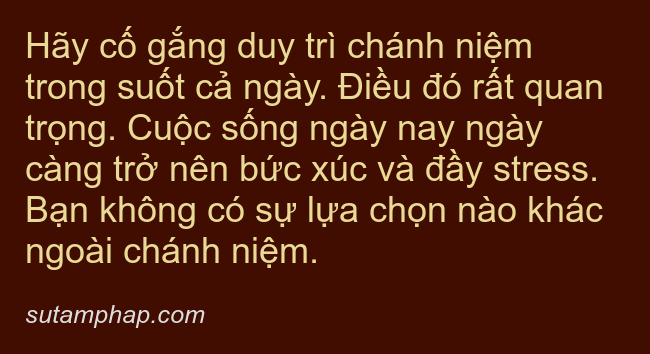 Hãy cố gắng duy trì chánh niệm
trong suốt cả ngày. Điều đó rất quan
trọng. Cuộc sống ngày nay ngày
càng trở nên bức xúc và đầy stress.
Bạn không có sự lựa chọn nào khác
ngoài chánh niệm.
sutamphap.com